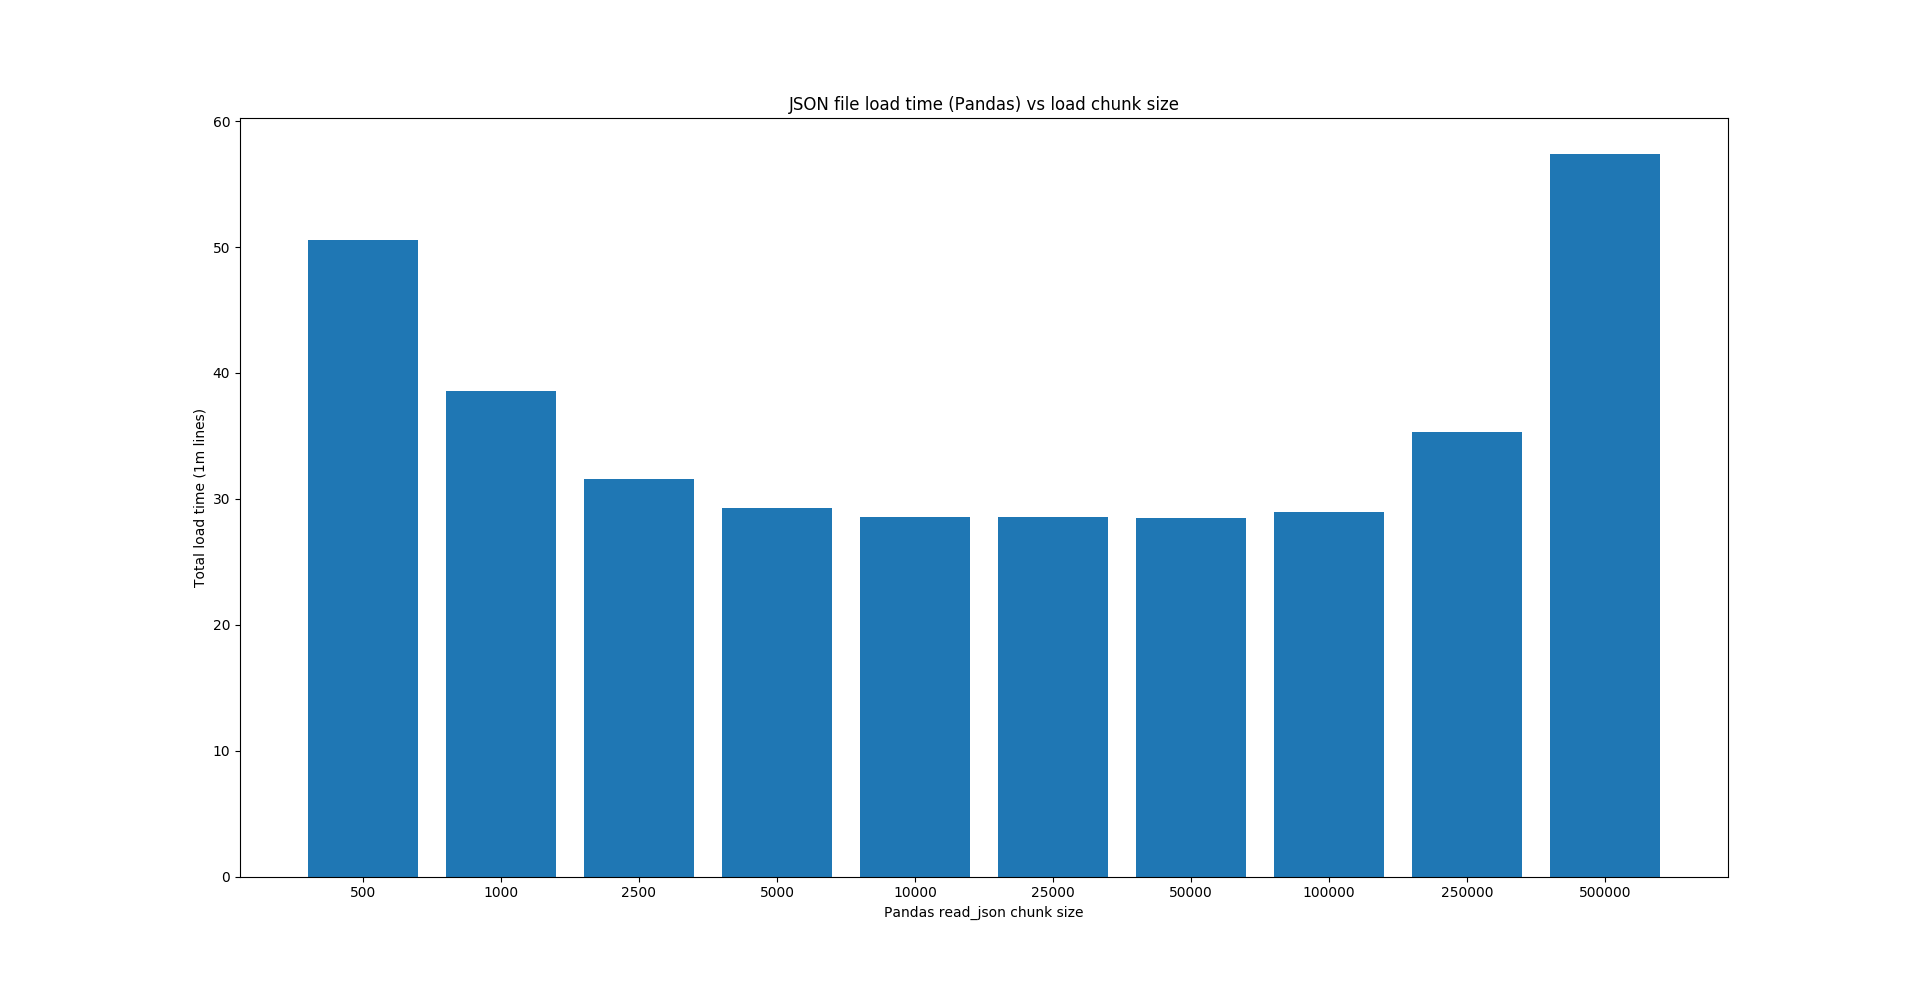 JSON file load time (Pandas) vs load chunk size
60
50
40
30
20
10
0
Total load time (1m lines)
500 1000 2500 5000 10000 25000 50000 100000 250000 500000
Pandas read_json chunk size